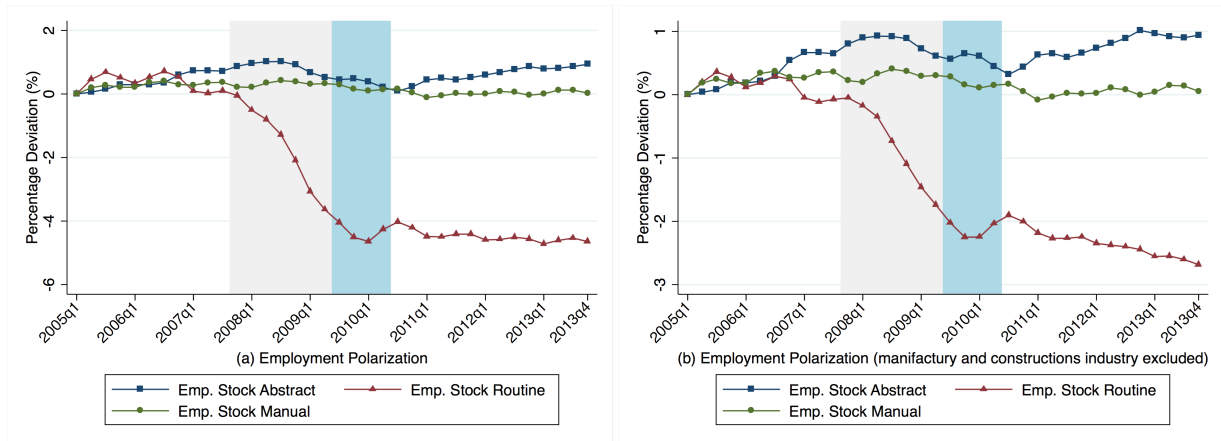 Percentage Deviation (%)
2
0
-2
-4
-6
2005q1
2006q1
2007q1
2008q1
2009q1
2010q1
2011q1
2012q1
2013q1
2013q4
(a) Employment Polarization
Emp. Stock Abstract
Emp. Stock Routine
Emp. Stock Manual
Percentage Deviation (%)
1
0
-1
-2
-3
2005q1
2006q1
2007q1
2008q1
2009q1
2010q1
2011q1
2012q1
2013q1
2013q4
(b) Employment Polarization (manifactury and constructions industry excluded)
Emp. Stock Abstract
Emp. Stock Routine
Emp. Stock Manual